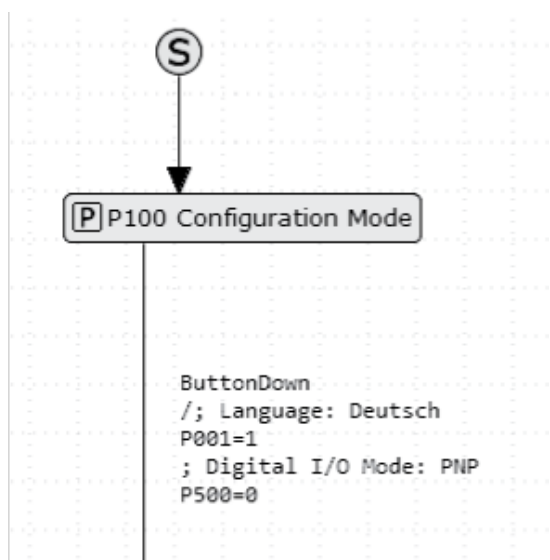 S
P P100 Configuration Mode
ButtonDown
/; Language: Deutsch
P001=1
; Digital I/O Mode: PNP
P500=0